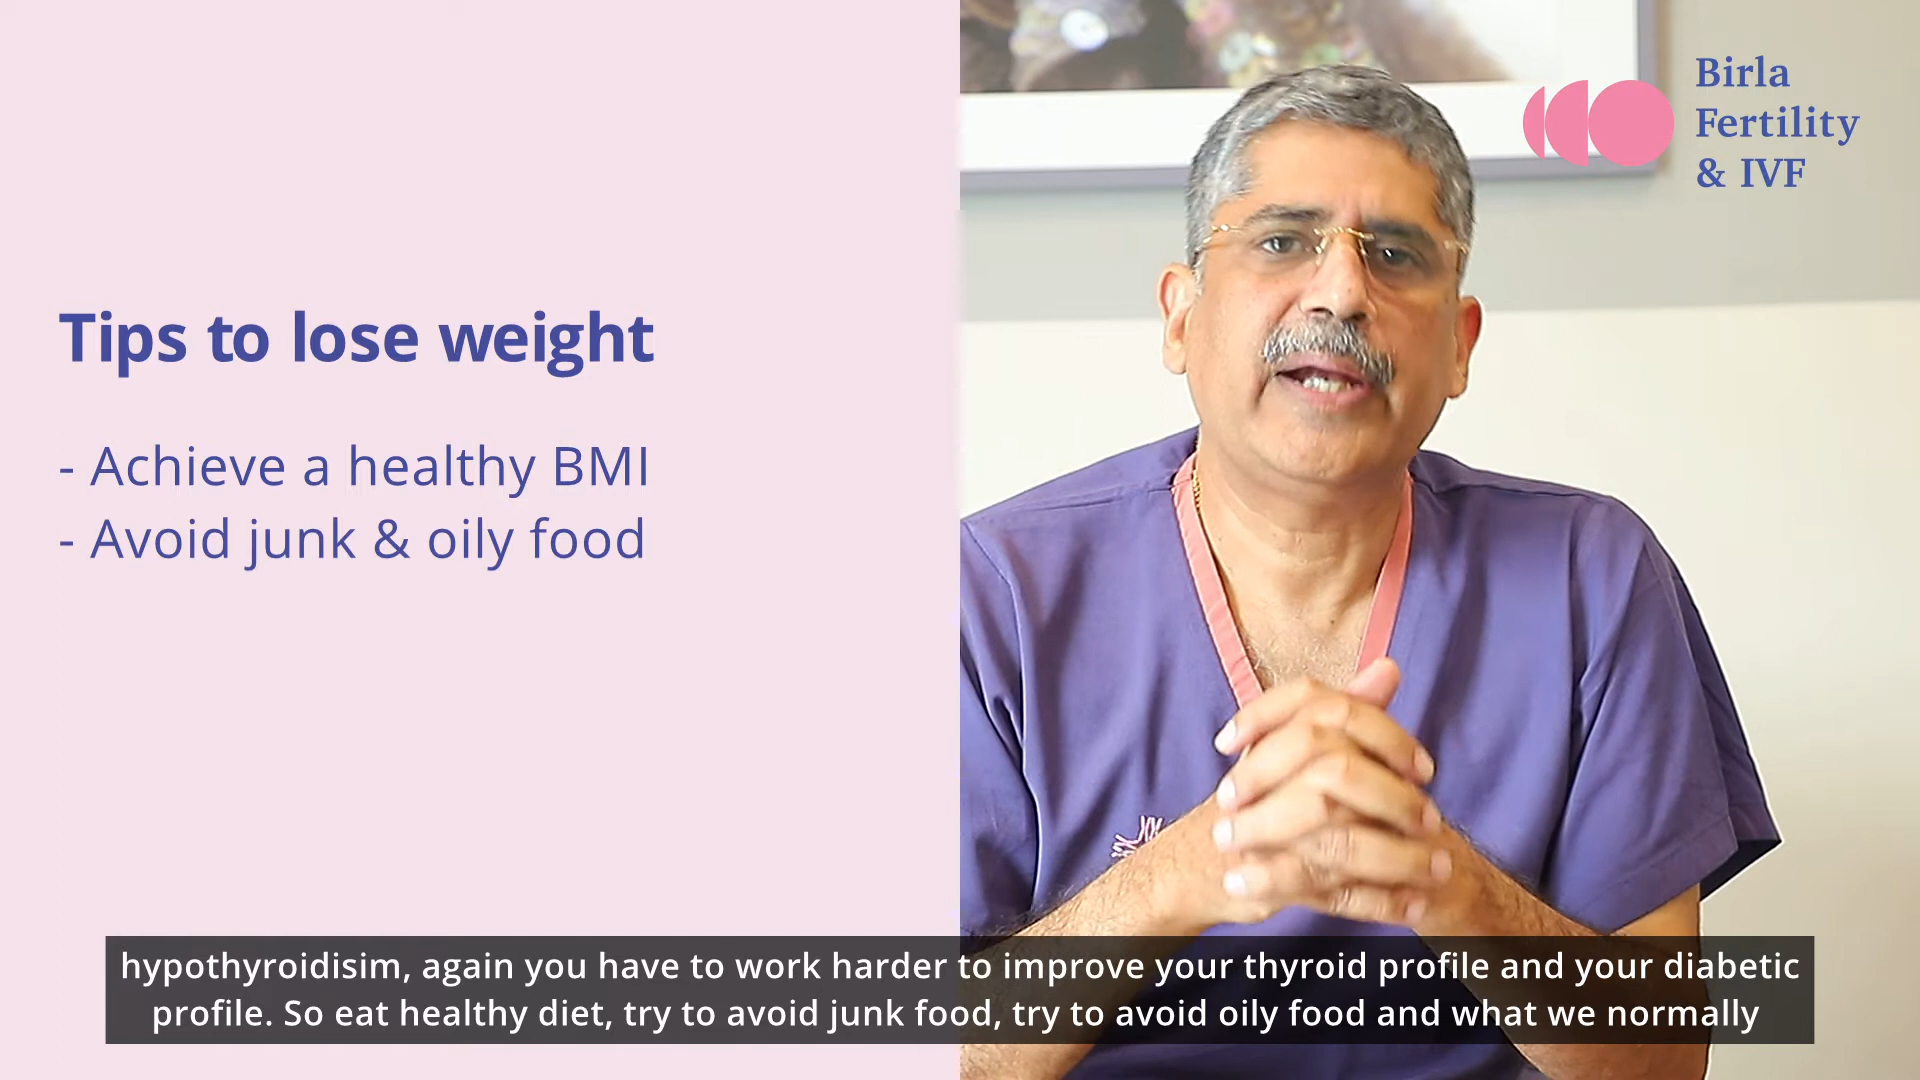 Birla
Fertility
& IVF
Tips to lose weight
- Achieve a healthy BMI
- Avoid junk & oily food
hypothyroidisim, again you have to work harder to improve your thyroid profile and your diabetic
profile. So eat healthy diet, try to avoid junk food, try to avoid oily food and what we normally